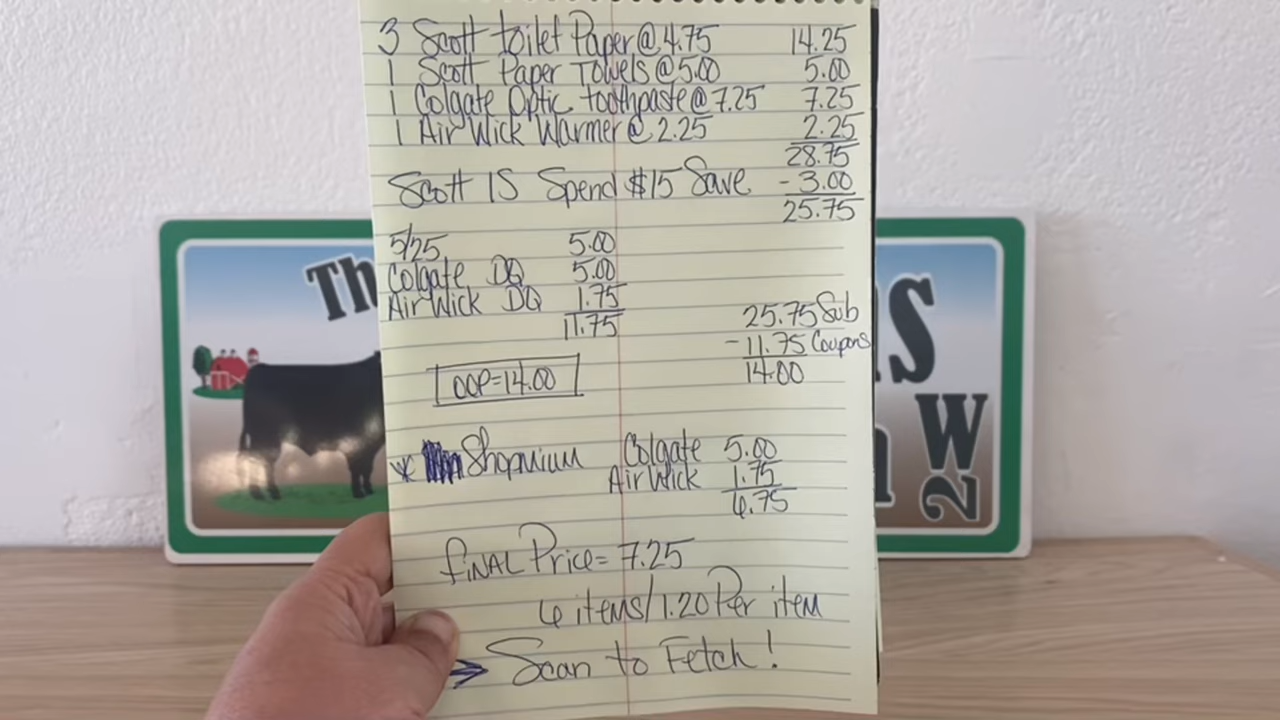 3 Scott toilet Paper @ 4.75 14.25
1 Scott Paper Towels @ 5.00 5.00
1 Colgate Optic toothpaste @ 7.25 7.25
1 Air Wick Warmer @ 2.25 2.25
28.75
Scott IS Spend $15 Save - 3.00
25.75
5/25 5.00
Colgate DQ 5.00
Air Wick DQ 1.75
11.75
25.75 Sub
- 11.75 Coupons
14.00
OOP = 14.00
* Shopmium Colgate 5.00
Air Wick 1.75
6.75
final Price = 7.25
6 items / 1.20 Per item
→ Scan to Fetch!
Th
S
W
2